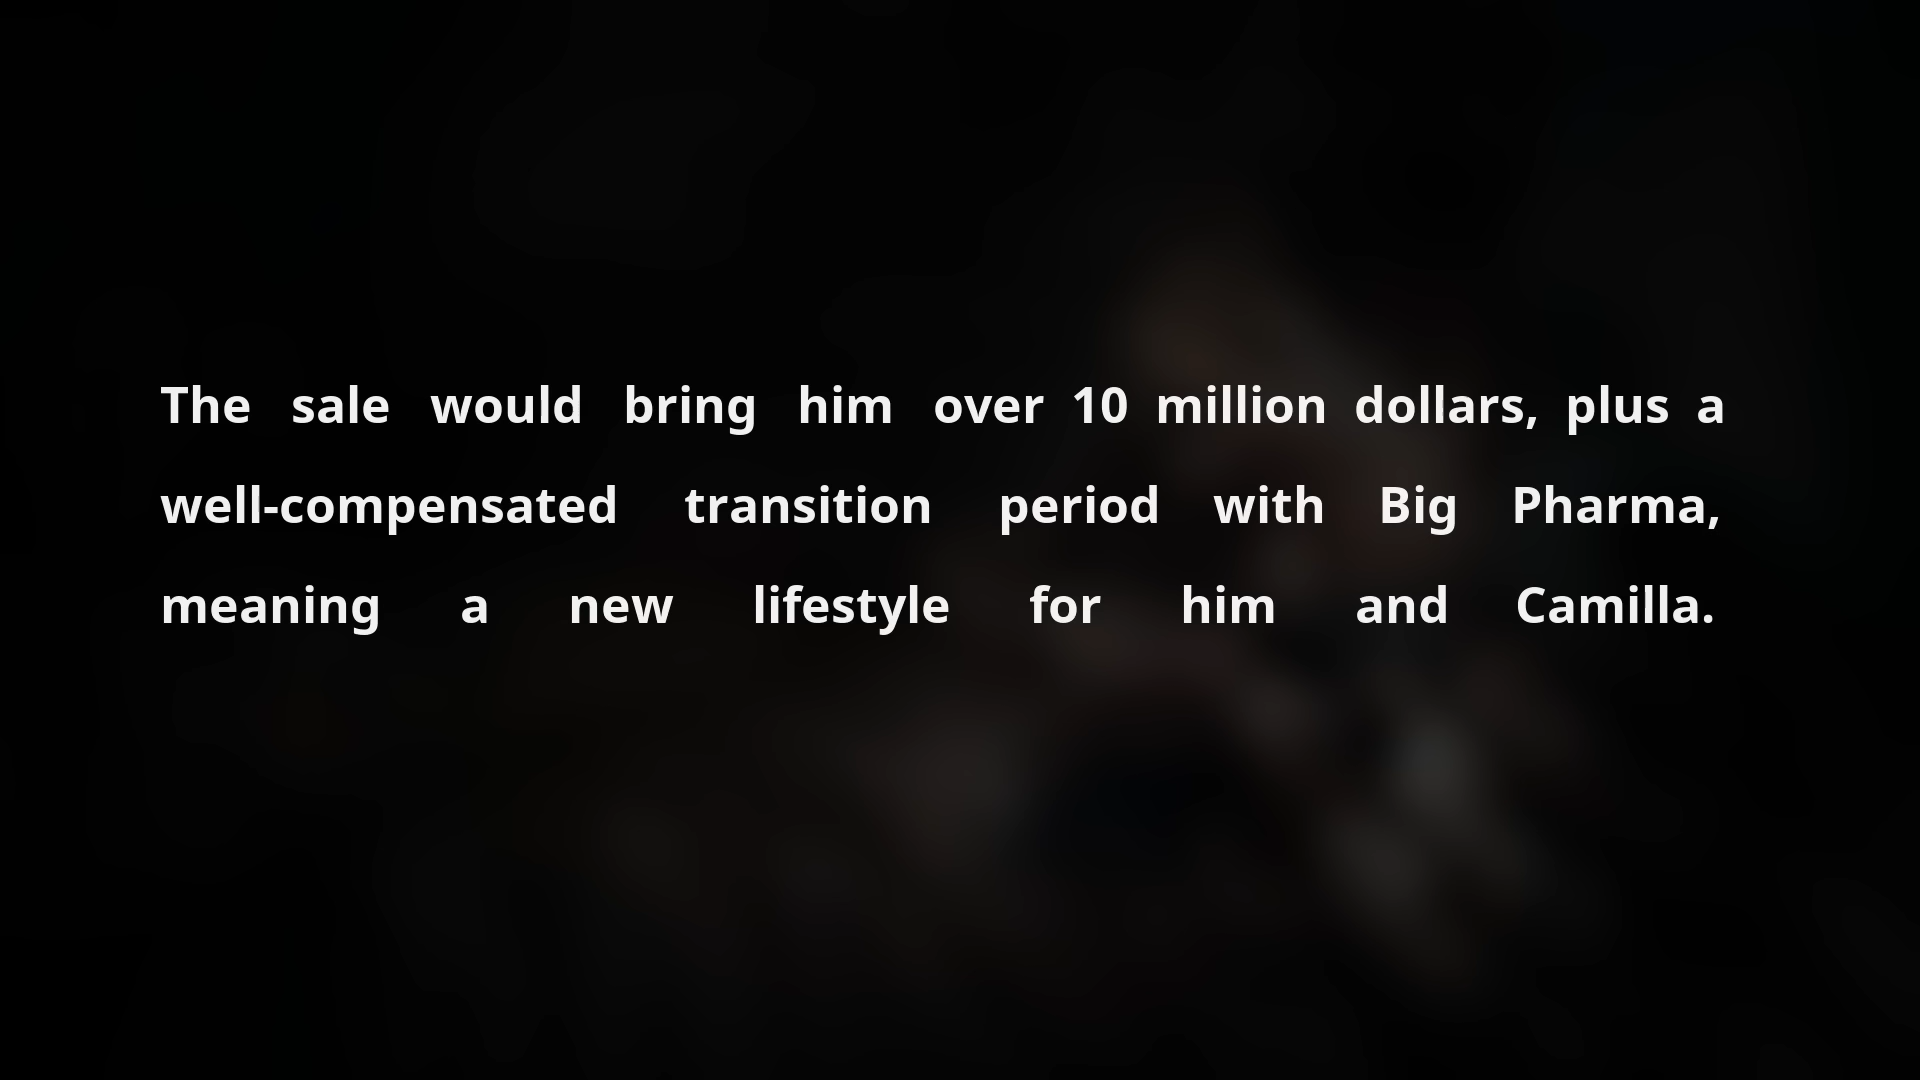 The sale would bring him over 10 million dollars, plus a
well-compensated transition period with Big Pharma,
meaning a new lifestyle for him and Camilla.